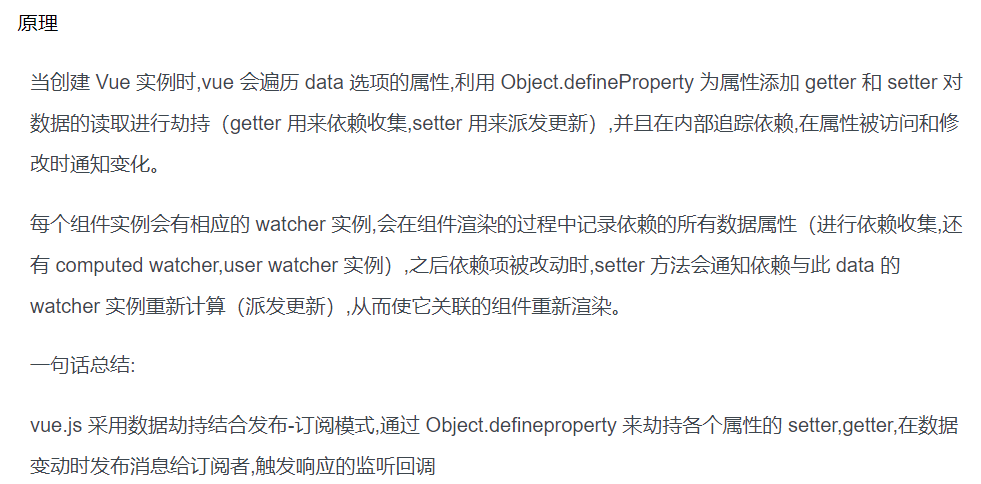 原理
当创建 Vue 实例时,vue 会遍历 data 选项的属性,利用 Object.defineProperty 为属性添加 getter 和 setter 对
数据的读取进行劫持（getter 用来依赖收集,setter 用来派发更新）,并且在内部追踪依赖,在属性被访问和修
改时通知变化。
每个组件实例会有相应的 watcher 实例,会在组件渲染的过程中记录依赖的所有数据属性（进行依赖收集,还
有 computed watcher,user watcher 实例）,之后依赖项被改动时,setter 方法会通知依赖与此 data 的
watcher 实例重新计算（派发更新）,从而使它关联的组件重新渲染。
一句话总结:
vue.js 采用数据劫持结合发布-订阅模式,通过 Object.defineproperty 来劫持各个属性的 setter,getter,在数据
变动时发布消息给订阅者,触发响应的监听回调